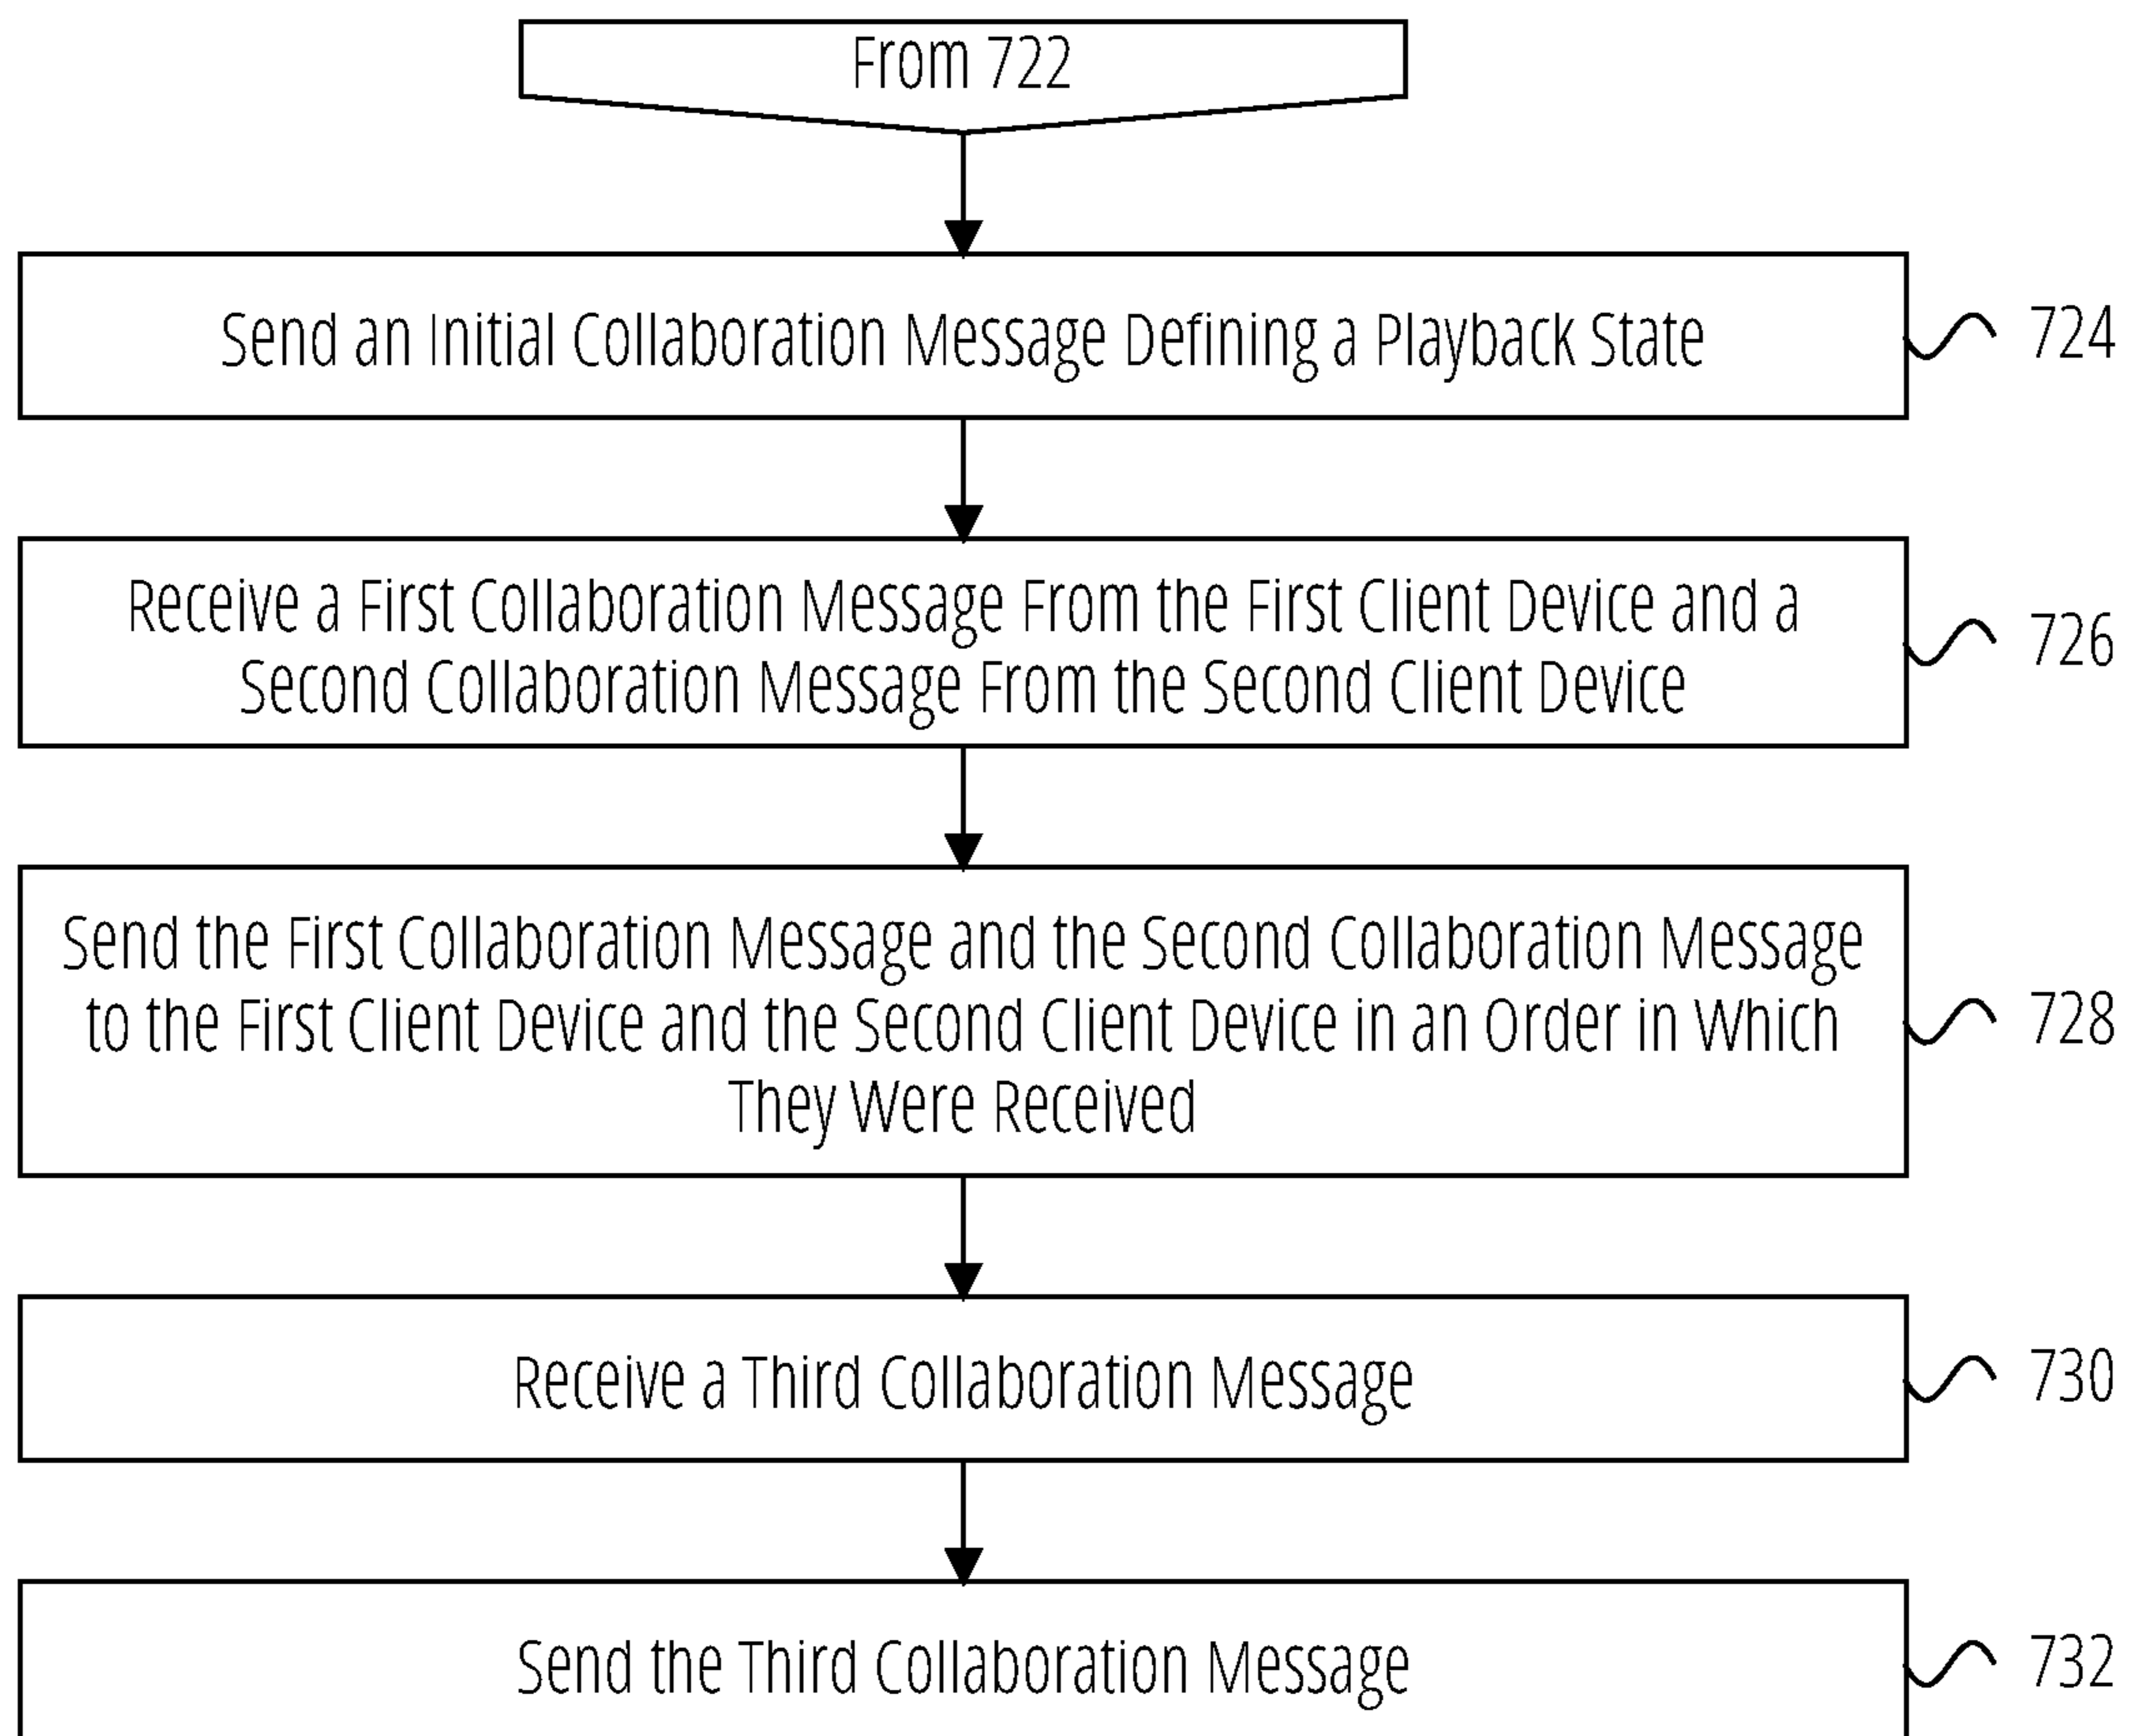 From 722
Send an Initial Collaboration Message Defining a Playback State
724
Receive a First Collaboration Message From the First Client Device and a
Second Collaboration Message From the Second Client Device
726
Send the First Collaboration Message and the Second Collaboration Message
to the First Client Device and the Second Client Device in an Order in Which
They Were Received
728
Receive a Third Collaboration Message
730
Send the Third Collaboration Message
732